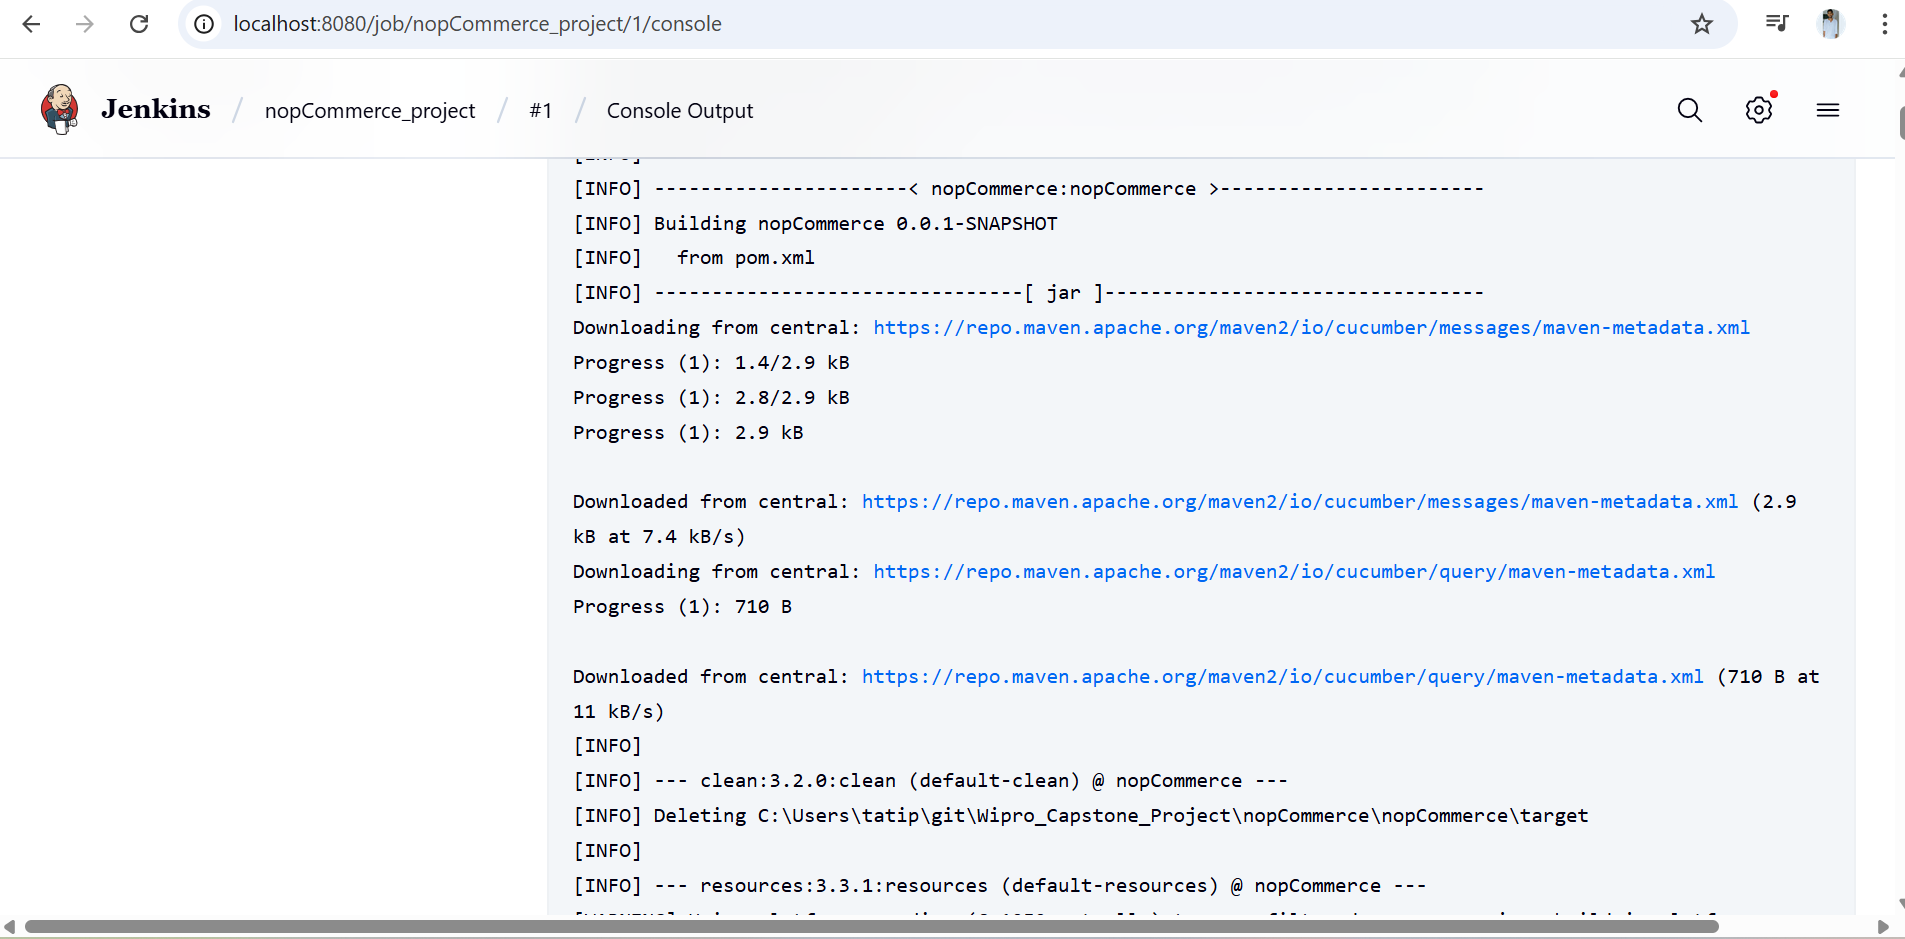 localhost:8080/job/nopCommerce_project/1/console
Jenkins / nopCommerce_project / #1 / Console Output
[INFO]
[INFO] ----------------------< nopCommerce:nopCommerce >-----------------------
[INFO] Building nopCommerce 0.0.1-SNAPSHOT
[INFO]   from pom.xml
[INFO] --------------------------------[ jar ]---------------------------------
Downloading from central: https://repo.maven.apache.org/maven2/io/cucumber/messages/maven-metadata.xml
Progress (1): 1.4/2.9 kB
Progress (1): 2.8/2.9 kB
Progress (1): 2.9 kB
Downloaded from central: https://repo.maven.apache.org/maven2/io/cucumber/messages/maven-metadata.xml (2.9
kB at 7.4 kB/s)
Downloading from central: https://repo.maven.apache.org/maven2/io/cucumber/query/maven-metadata.xml
Progress (1): 710 B
Downloaded from central: https://repo.maven.apache.org/maven2/io/cucumber/query/maven-metadata.xml (710 B at
11 kB/s)
[INFO]
[INFO] --- clean:3.2.0:clean (default-clean) @ nopCommerce ---
[INFO] Deleting C:\Users\tatip\git\Wipro_Capstone_Project\nopCommerce\nopCommerce\target
[INFO]
[INFO] --- resources:3.3.1:resources (default-resources) @ nopCommerce ---